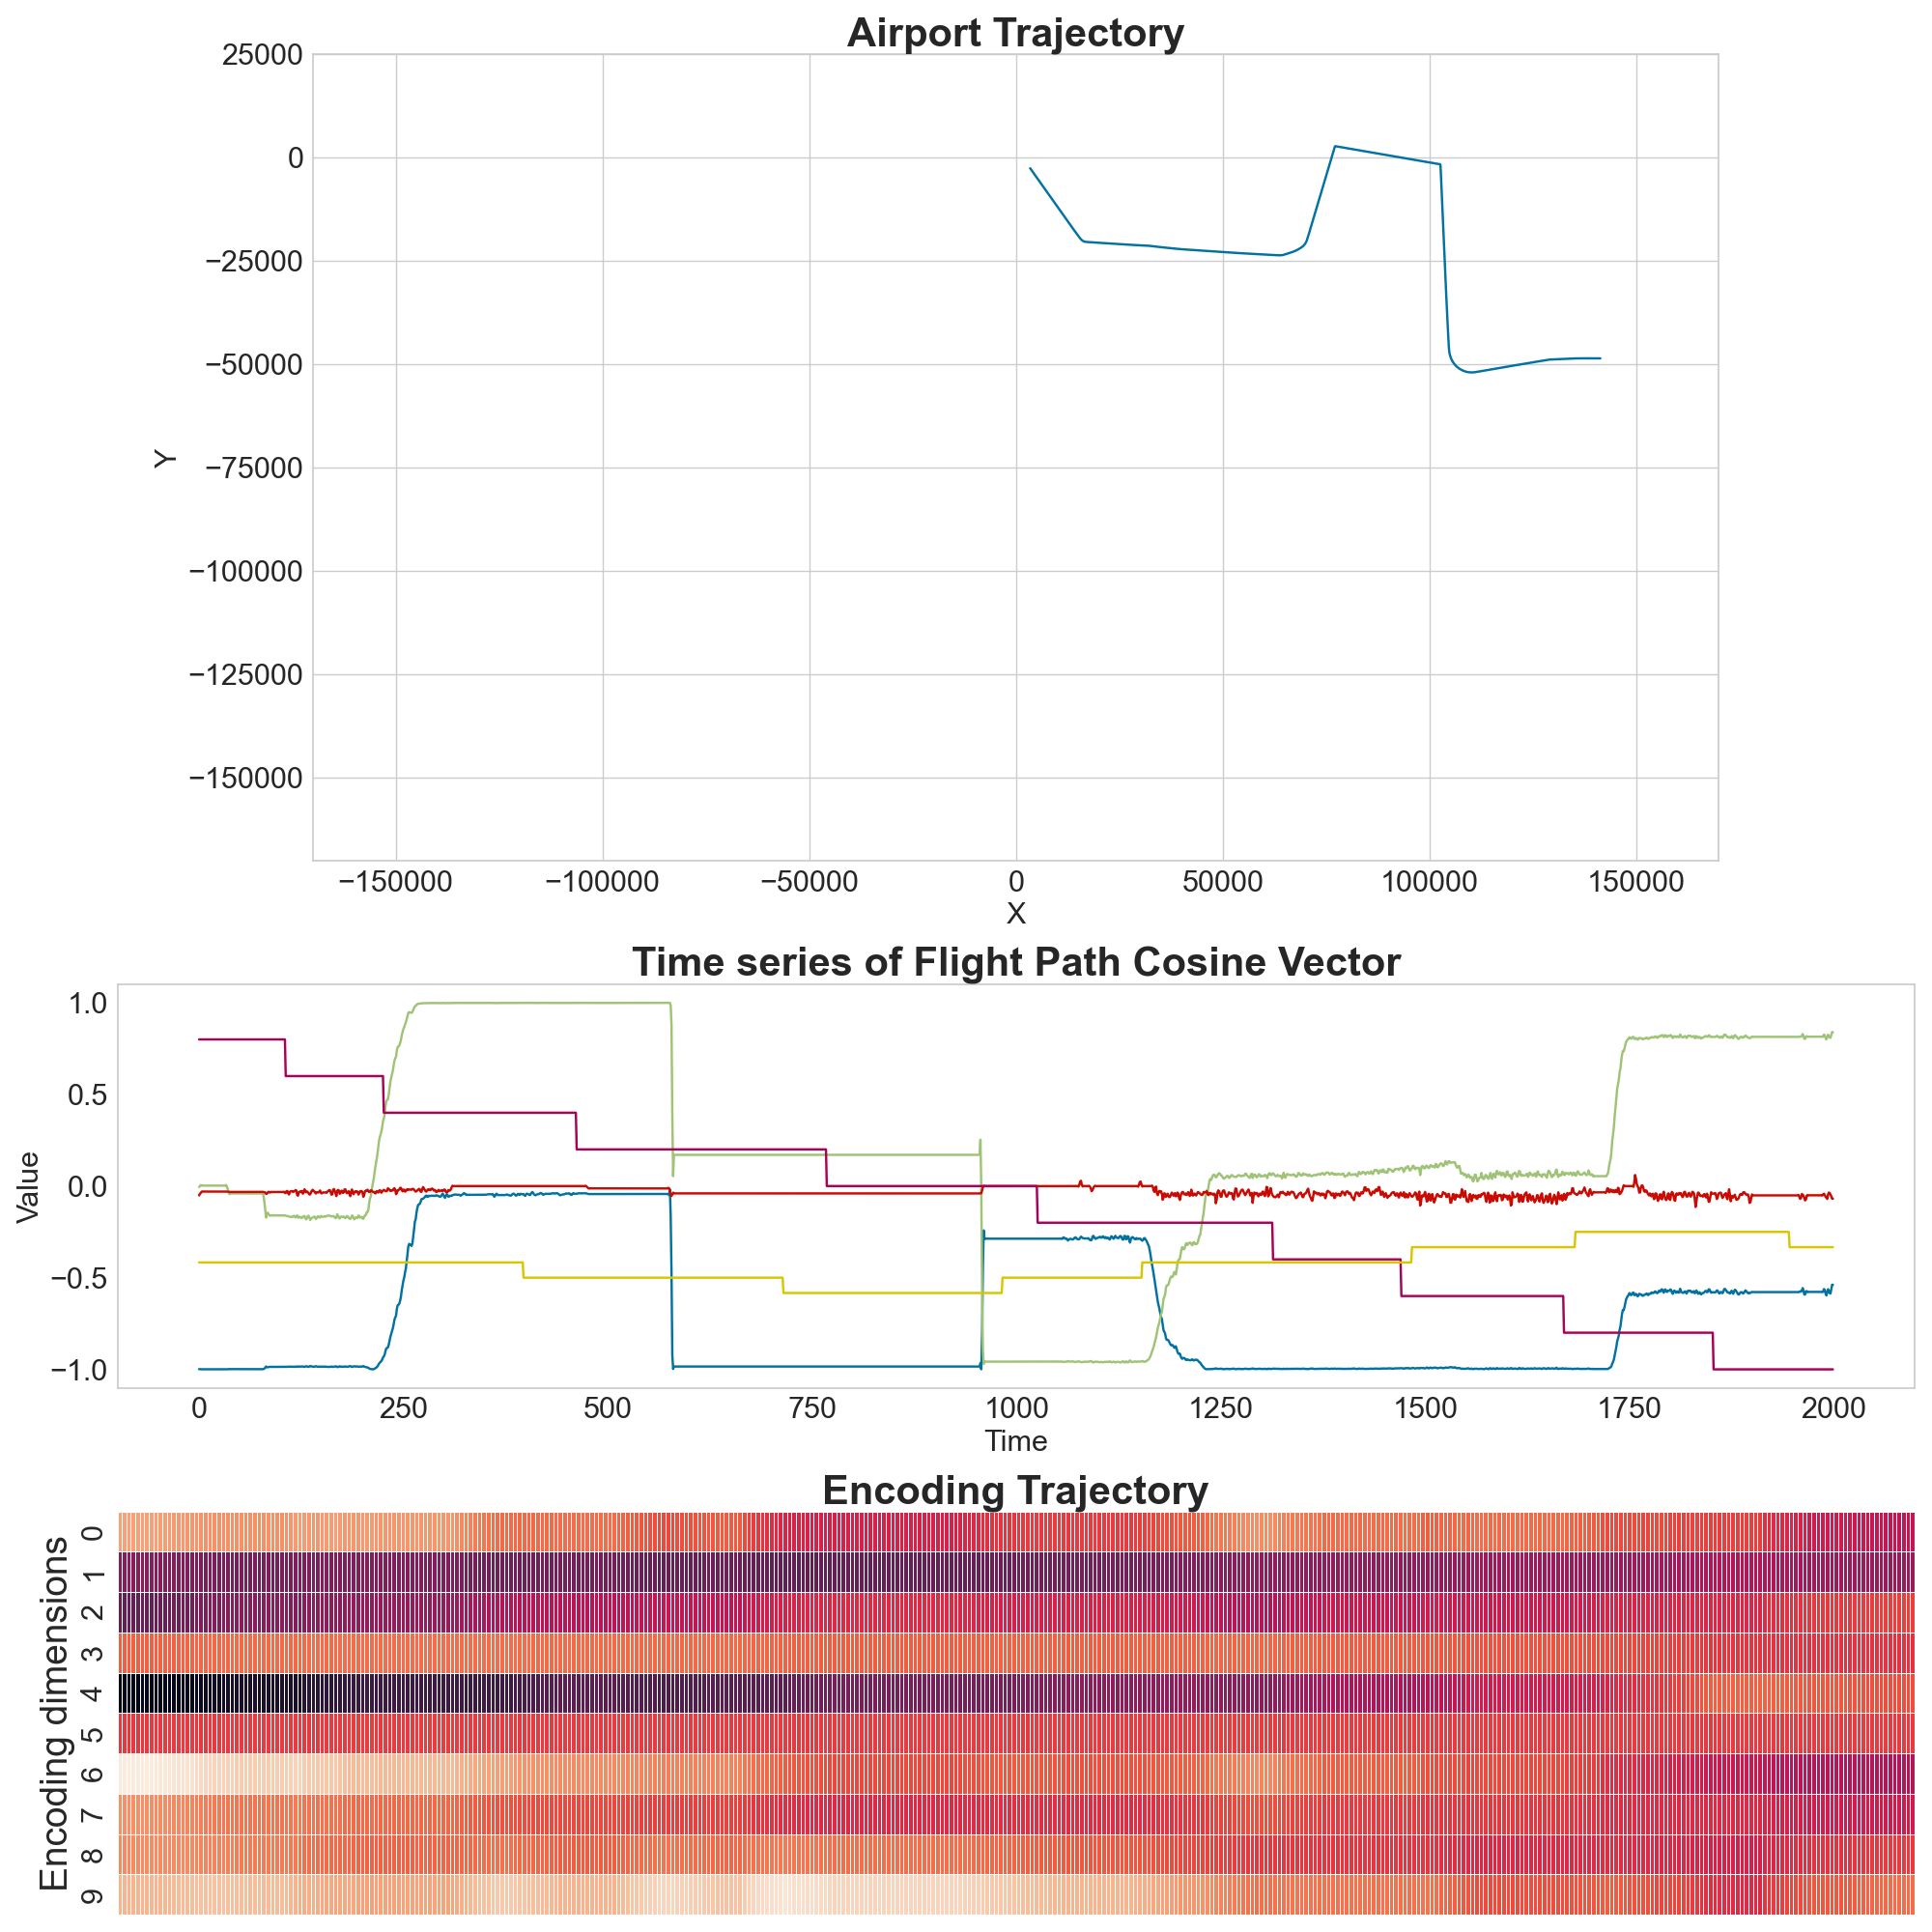 Airport Trajectory
25000
0
−25000
−50000
−75000
−100000
−125000
−150000
Y
−150000 −100000 −50000 0 50000 100000 150000
X
Time series of Flight Path Cosine Vector
1.0
0.5
0.0
−0.5
−1.0
Value
0 250 500 750 1000 1250 1500 1750 2000
Time
Encoding Trajectory
Encoding dimensions
0
1
2
3
4
5
6
7
8
9